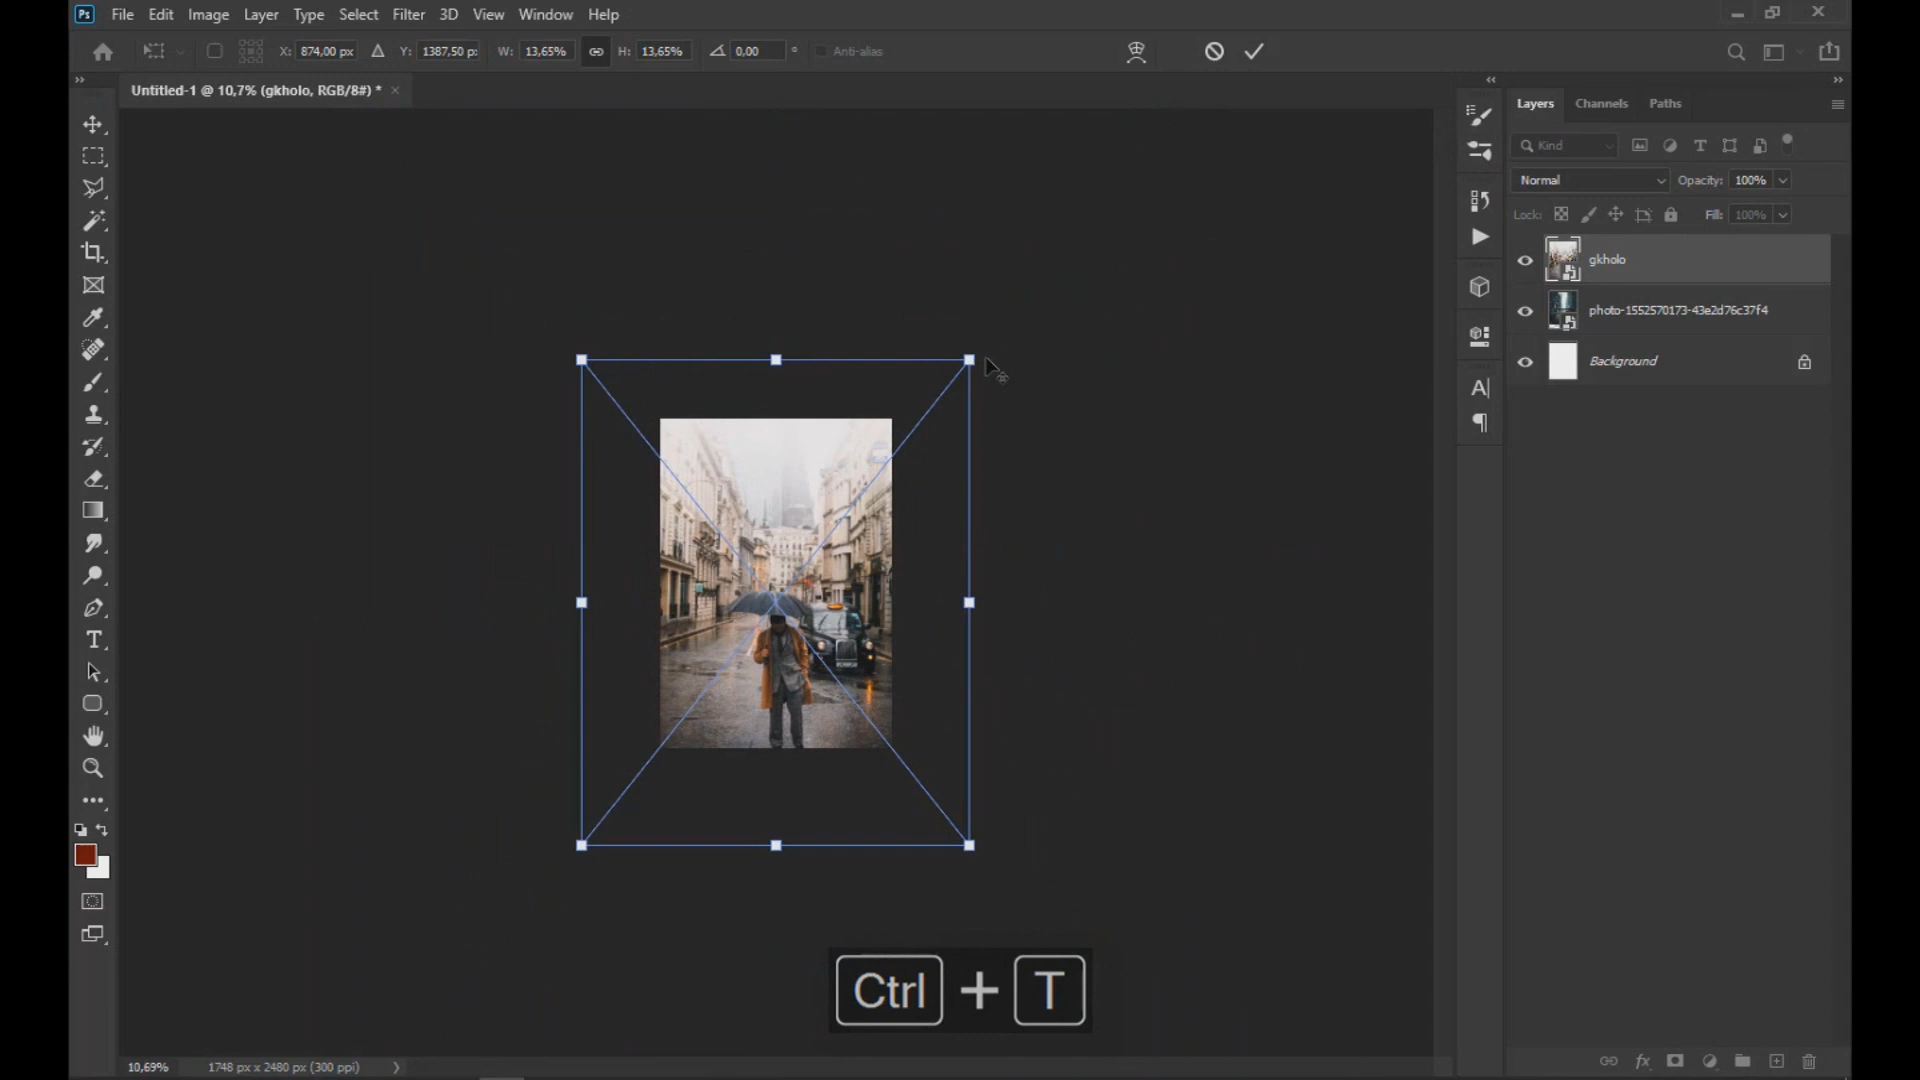 Ps File Edit Image Layer Type Select Filter 3D View Window Help
X: 874,00 px Y: 1387,50 p: W: 13,65% H: 13,65% 0,00 ° Anti-alias
Untitled-1 @ 10,7% (gkholo, RGB/8#) * ×
Layers Channels Paths
Kind
Normal Opacity: 100%
Lock: Fill: 100%
gkholo
photo-1552570173-43e2d76c37f4
Background
Ctrl + T
10,69% 1748 px x 2480 px (300 ppi)